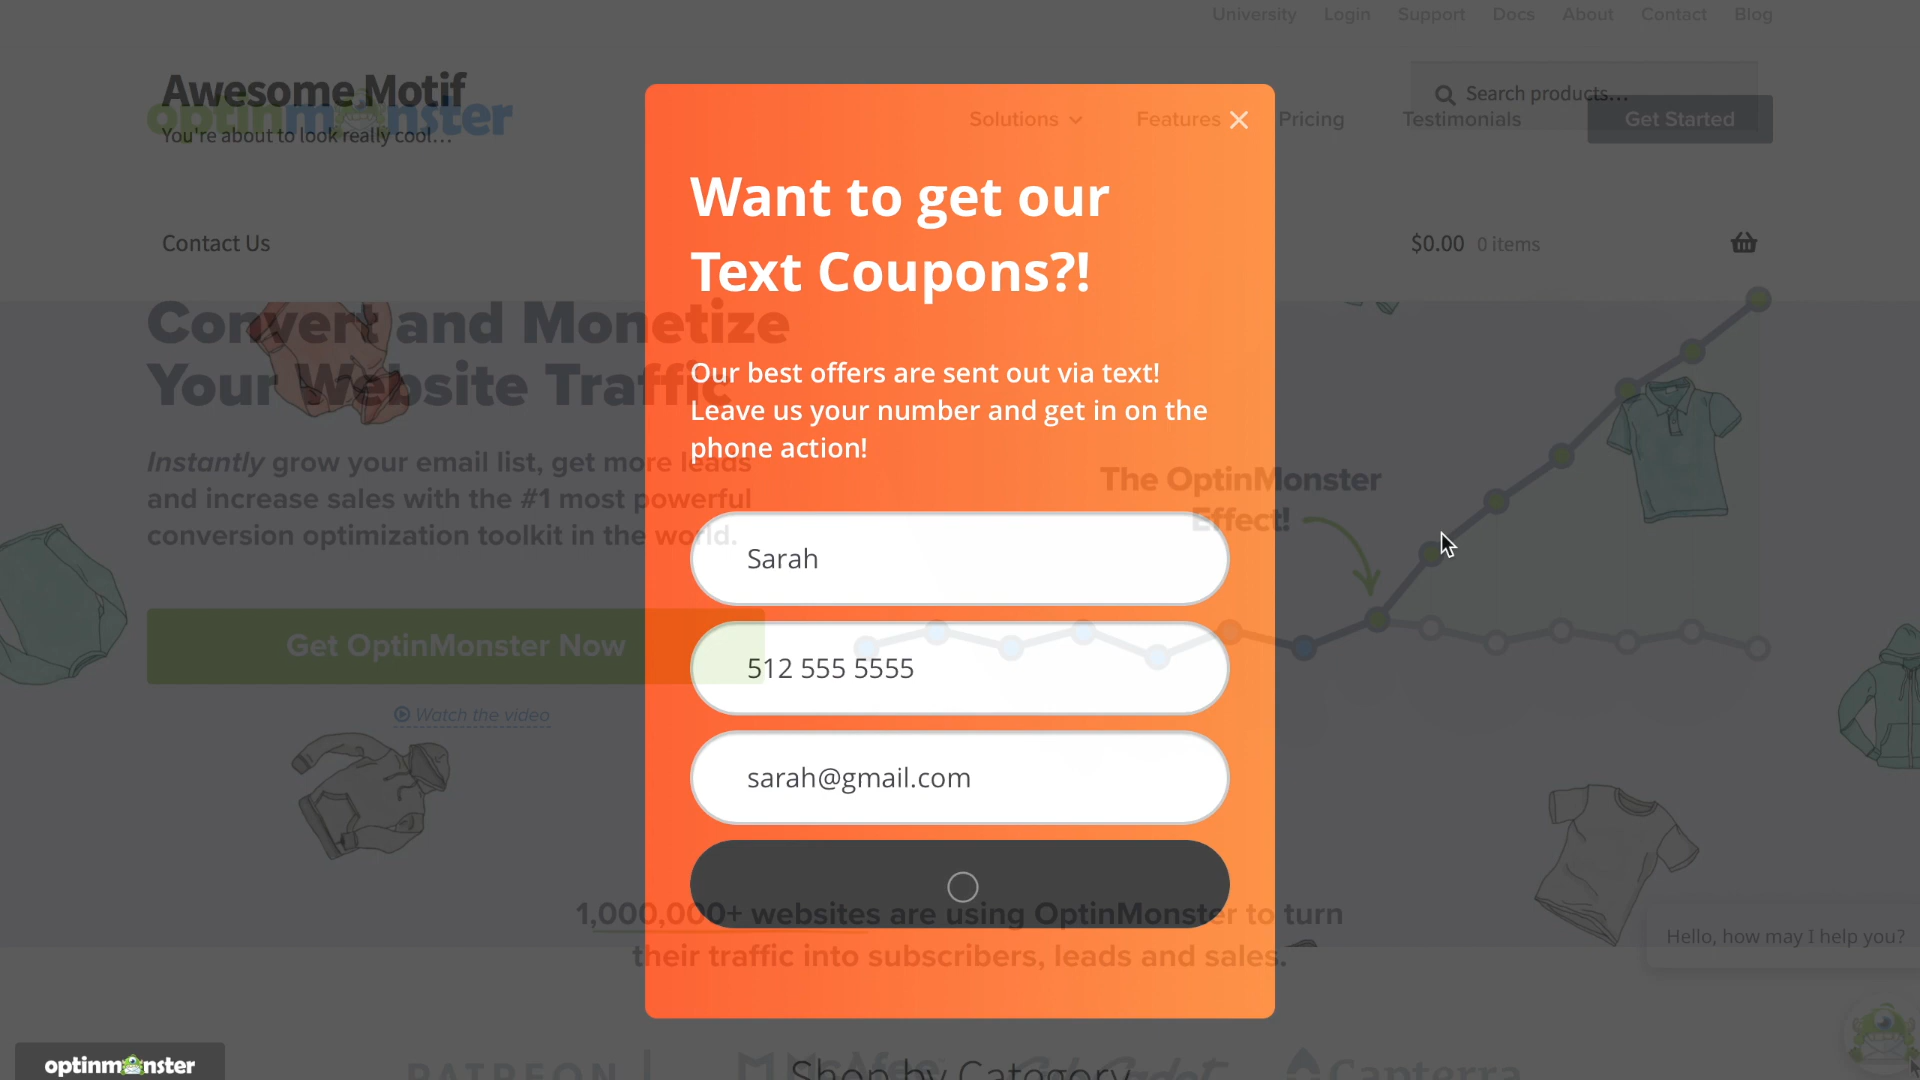 University Login Support Docs About Contact Blog
Awesome Motif
optinmonster
You're about to look really cool...
Search products...
Solutions Features Pricing Testimonials Get Started
Want to get our
Text Coupons?!
Contact Us
$0.00 0 items
Convert and Monetize
Your Website Traffic
Our best offers are sent out via text!
Leave us your number and get in on the
phone action!
Instantly grow your email list, get more leads
and increase sales with the #1 most powerful
conversion optimization toolkit in the world.
The OptinMonster
Effect!
Sarah
512 555 5555
sarah@gmail.com
Get OptinMonster Now
Watch the video
1,000,000+ websites are using OptinMonster to turn
their traffic into subscribers, leads and sales.
Hello, how may I help you?
optinmonster
PATREON McAfee Capterra
Shop by Category